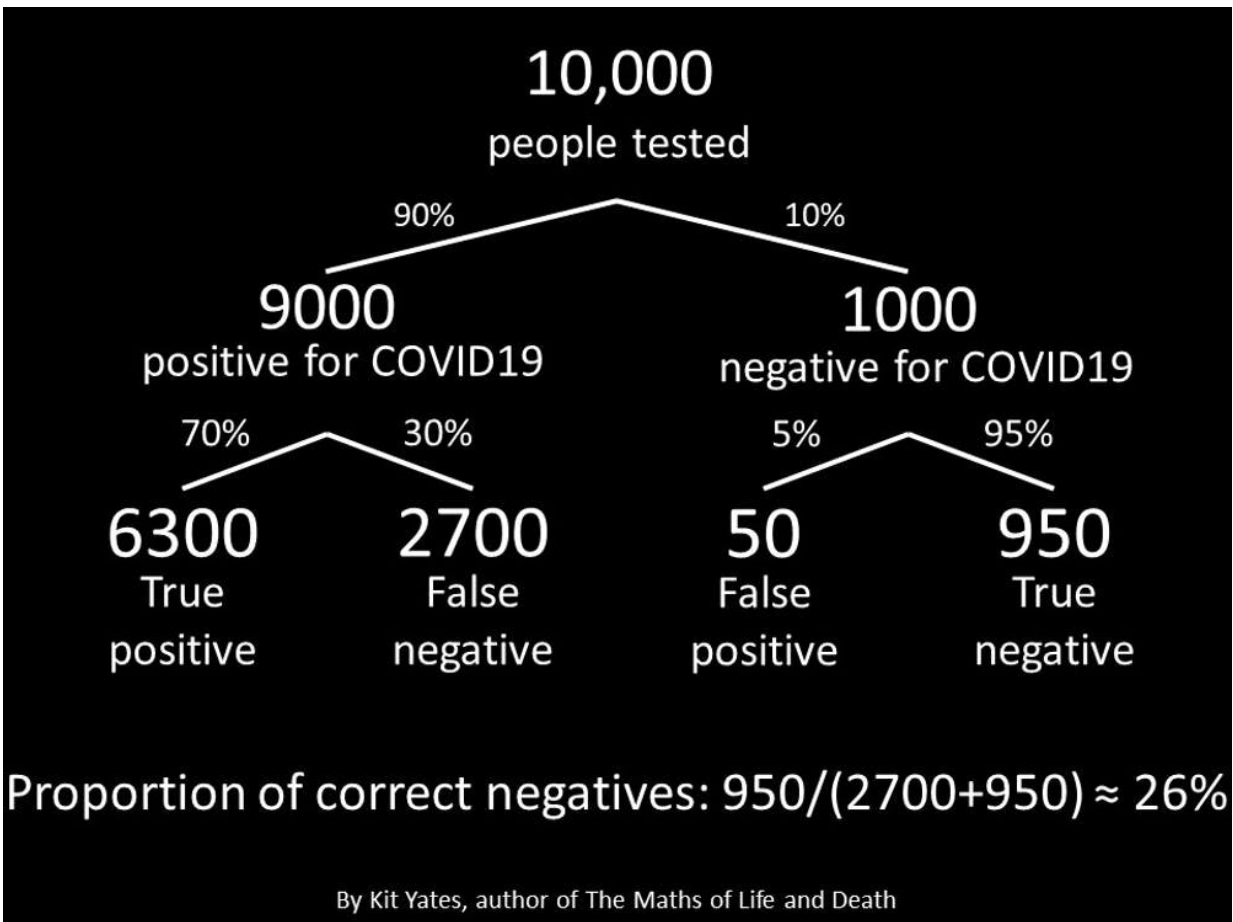 10,000
people tested
90%
10%
9000
positive for COVID19
1000
negative for COVID19
70%
30%
5%
95%
6300
True
positive
2700
False
negative
50
False
positive
950
True
negative
Proportion of correct negatives: 950/(2700+950) ≈ 26%
By Kit Yates, author of The Maths of Life and Death